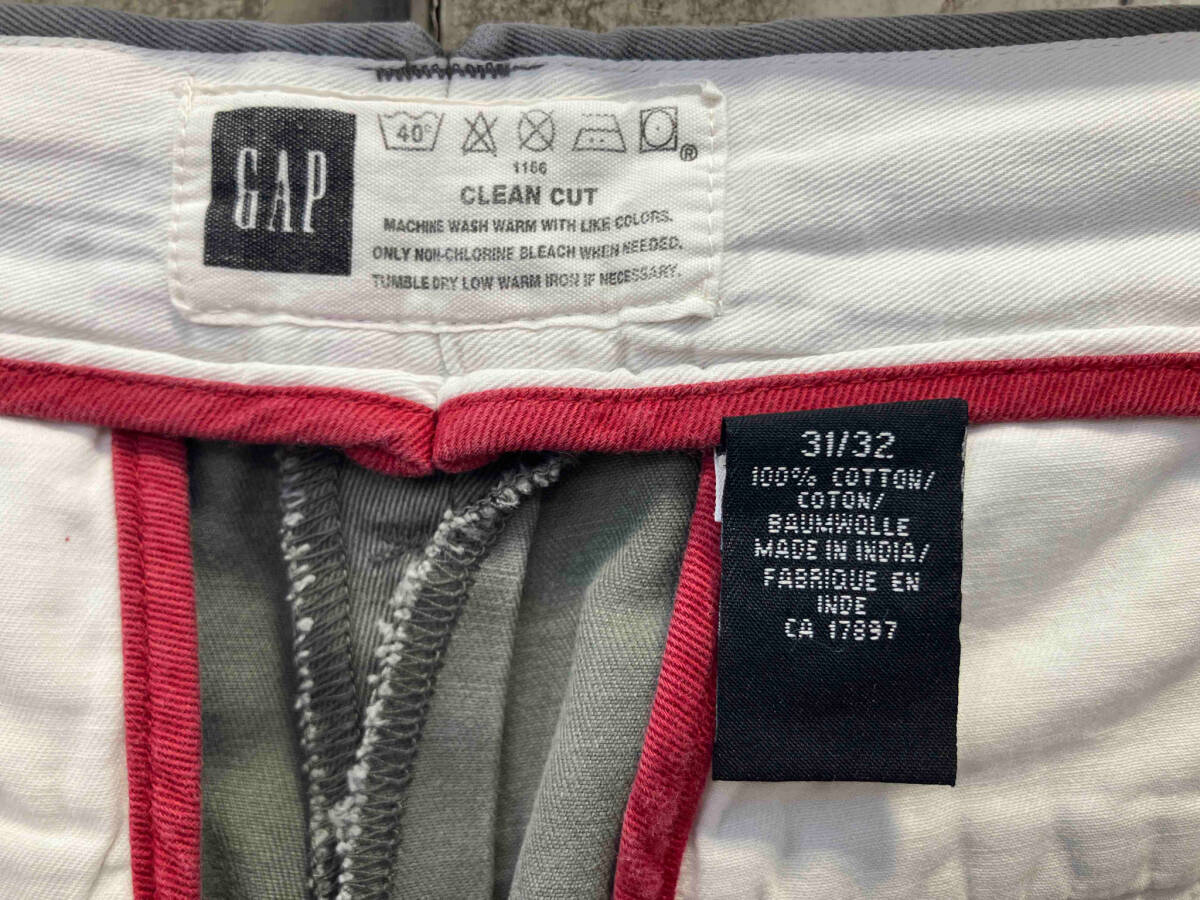 GAP
40°
®
1166
CLEAN CUT
MACHINE WASH WARM WITH LIKE COLORS.
ONLY NON-CHLORINE BLEACH WHEN NEEDED.
TUMBLE DRY LOW WARM IRON IF NECESSARY.
31/32
100% COTTON/
COTON/
BAUMWOLLE
MADE IN INDIA/
FABRIQUE EN
INDE
CA 17897